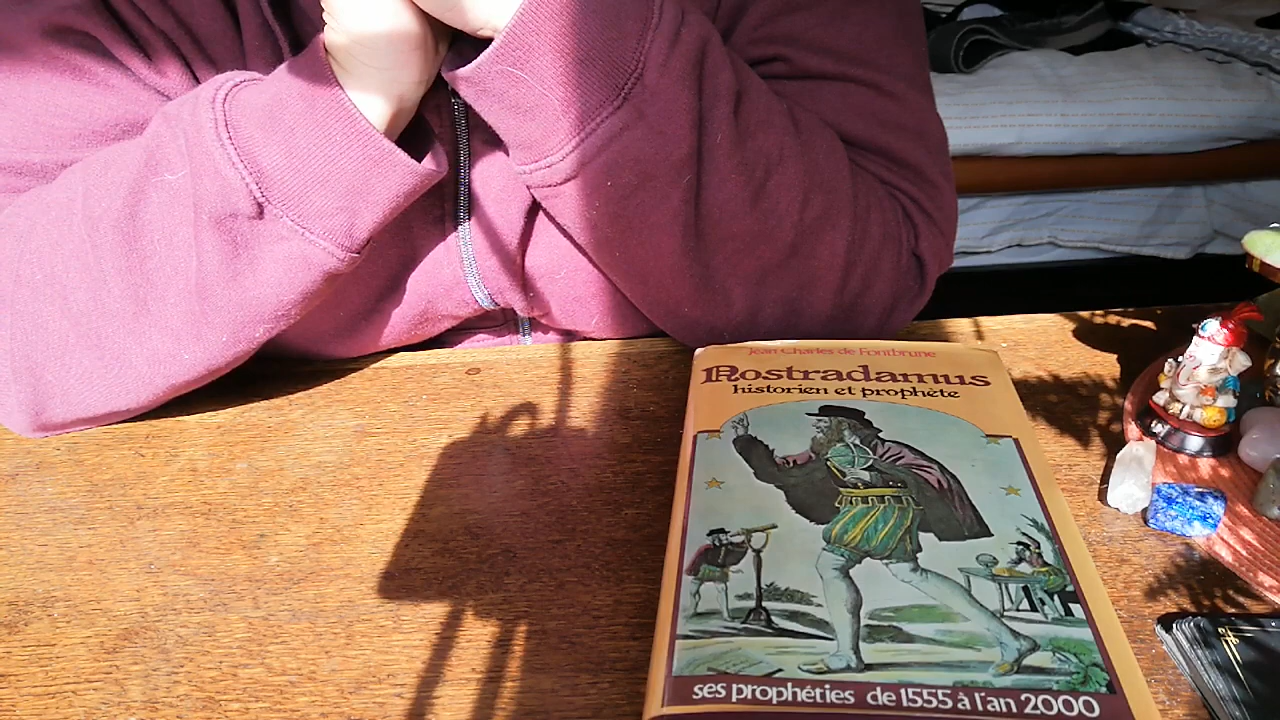 Jean Charles de Fontbrune
Nostradamus
historien et prophète
ses prophéties de 1555 à l'an 2000